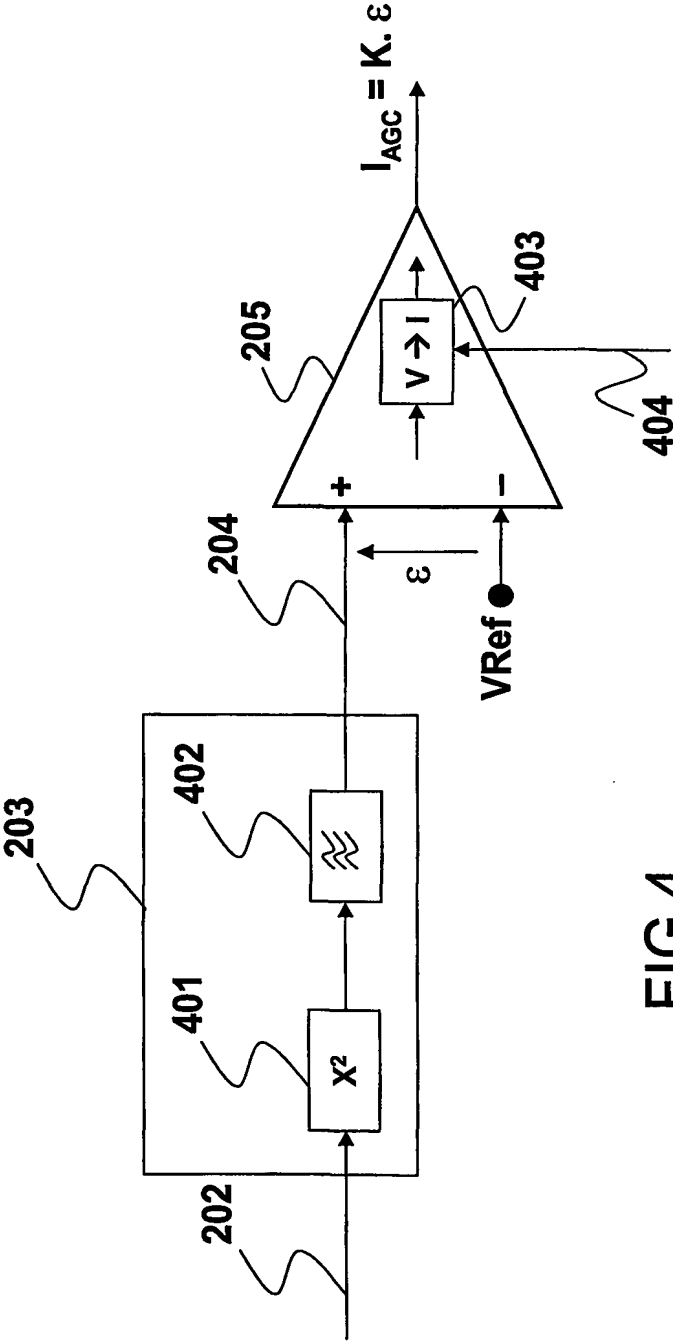 203
202
401
X²
402
204
205
+
−
ε
VRef
V → I
403
404
I_AGC = K. ε
FIG 4